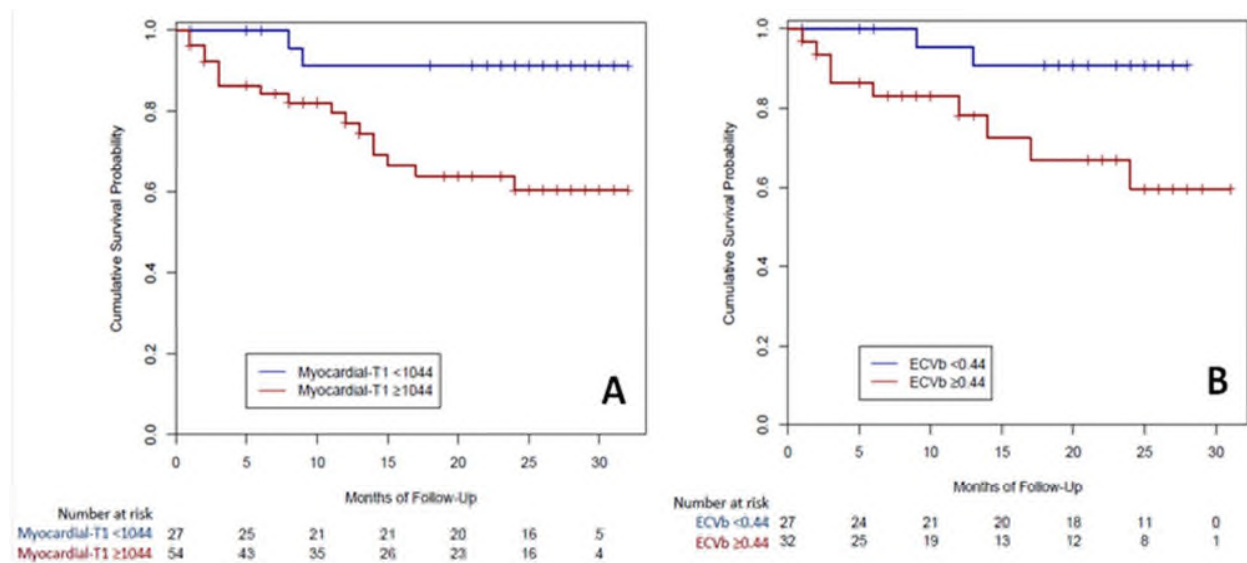 1.0
0.8
0.6
0.4
0.2
0.0
Cumulative Survival Probability
Myocardial-T1 <1044
Myocardial-T1 ≥1044
A
0 5 10 15 20 25 30
Months of Follow-Up
Number at risk
Myocardial-T1 <1044 27 25 21 21 20 16 5
Myocardial-T1 ≥1044 54 43 35 26 23 16 4
1.0
0.8
0.6
0.4
0.2
0.0
Cumulative Survival Probability
ECVb <0.44
ECVb ≥0.44
B
0 5 10 15 20 25 30
Months of Follow-Up
Number at risk
ECVb <0.44 27 24 21 20 18 11 0
ECVb ≥0.44 32 25 19 13 12 8 1